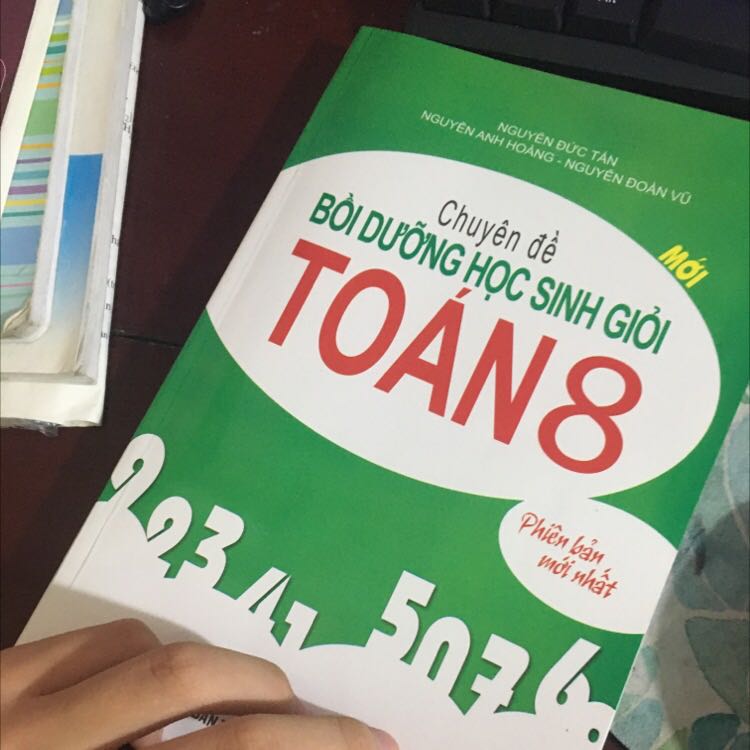 NGUYỄN ĐỨC TẤN
NGUYỄN ANH HOÀNG - NGUYỄN ĐOÀN VŨ
Chuyên đề
BỒI DƯỠNG HỌC SINH GIỎI
MỚI
TOÁN 8
Phiên bản
mới nhất